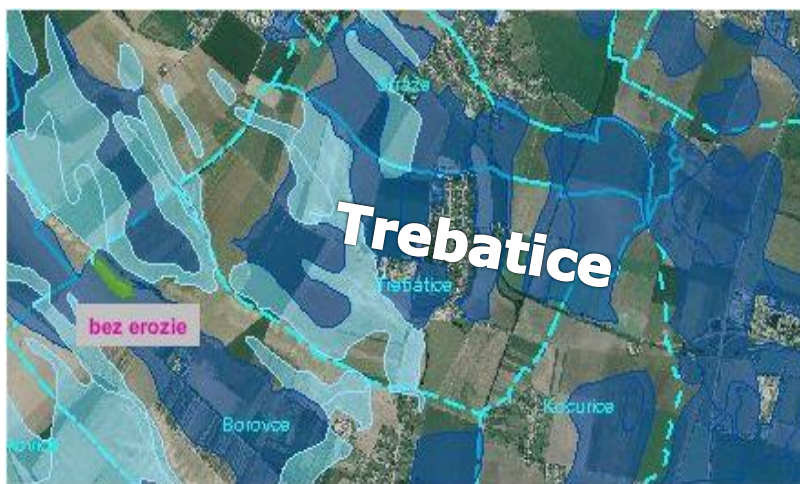 Stráže
Trebatice
Trebatice
bez erozie
Borovce
Kocurice